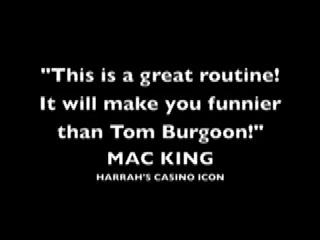 "This is a great routine!
It will make you funnier
than Tom Burgoon!"
MAC KING
HARRAH'S CASINO ICON